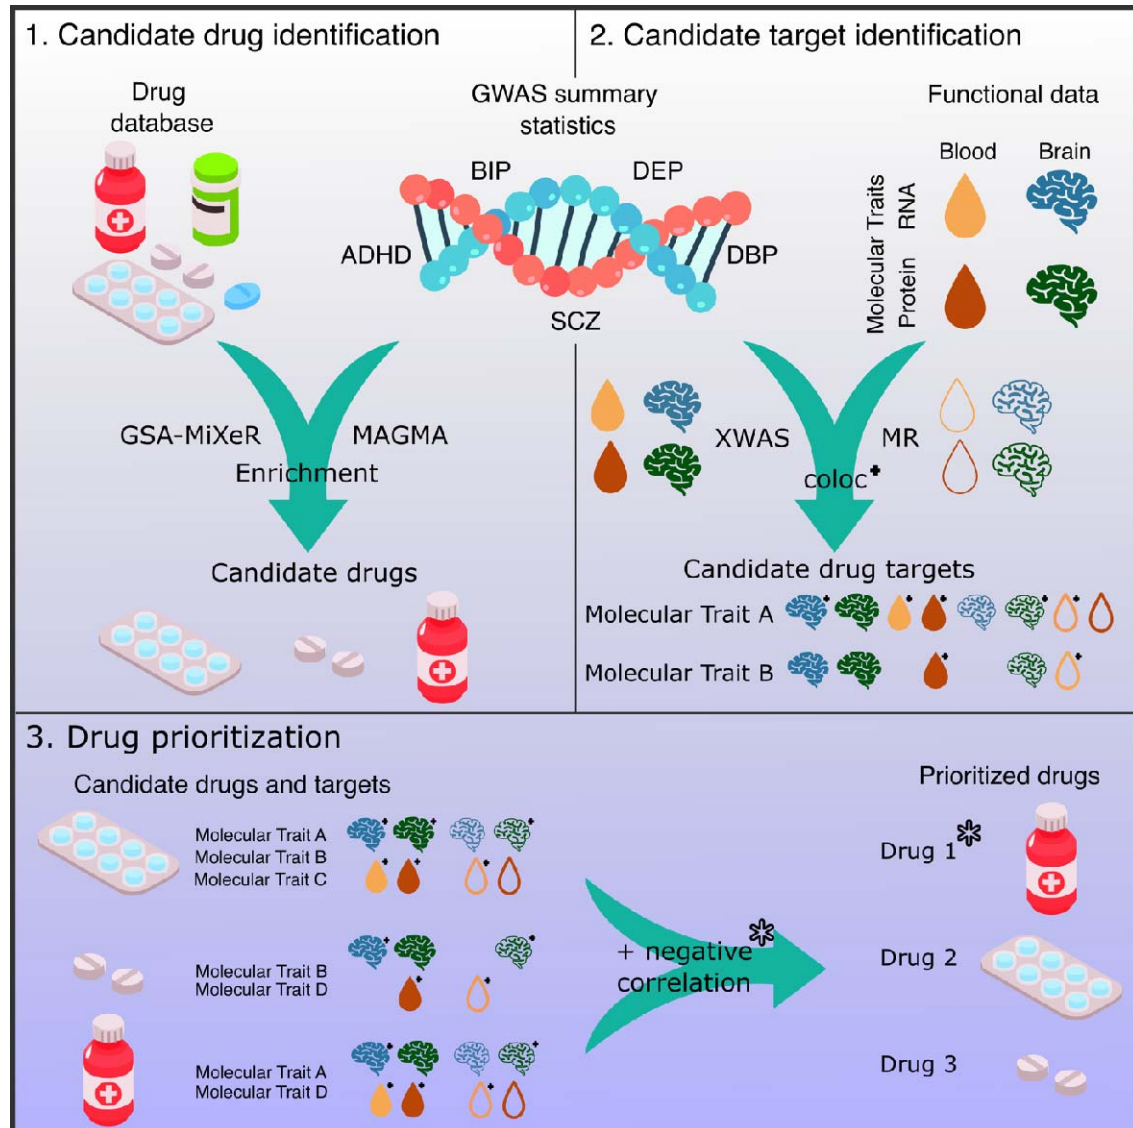 1. Candidate drug identification
Drug
database
GWAS summary
statistics
BIP
DEP
ADHD
DBP
SCZ
GSA-MiXeR
MAGMA
Enrichment
Candidate drugs
2. Candidate target identification
Functional data
Blood
Brain
Molecular Traits
RNA
Protein
XWAS
MR
coloc+
Candidate drug targets
Molecular Trait A
Molecular Trait B
3. Drug prioritization
Candidate drugs and targets
Molecular Trait A
Molecular Trait B
Molecular Trait C
Molecular Trait B
Molecular Trait D
Molecular Trait A
Molecular Trait D
+ negative*
correlation
Prioritized drugs
Drug 1*
Drug 2
Drug 3